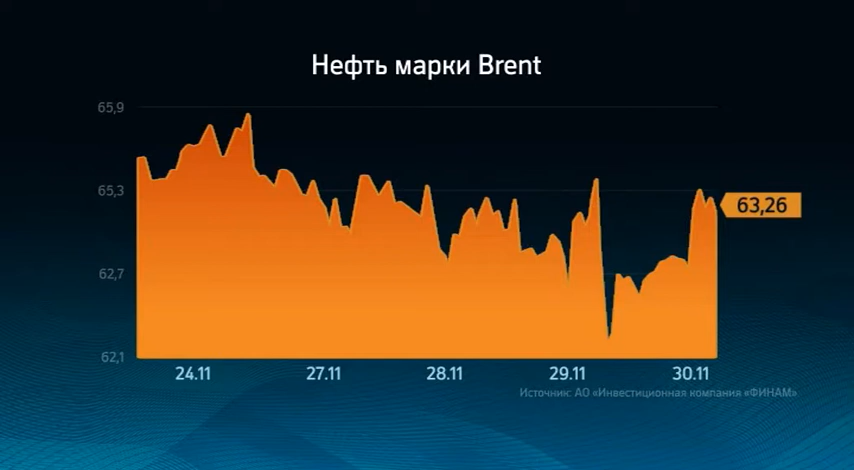 Нефть марки Brent
65,9
65,3
63,26
62,7
62,1
24.11 27.11 28.11 29.11 30.11
Источник: АО «Инвестиционная компания «ФИНАМ»